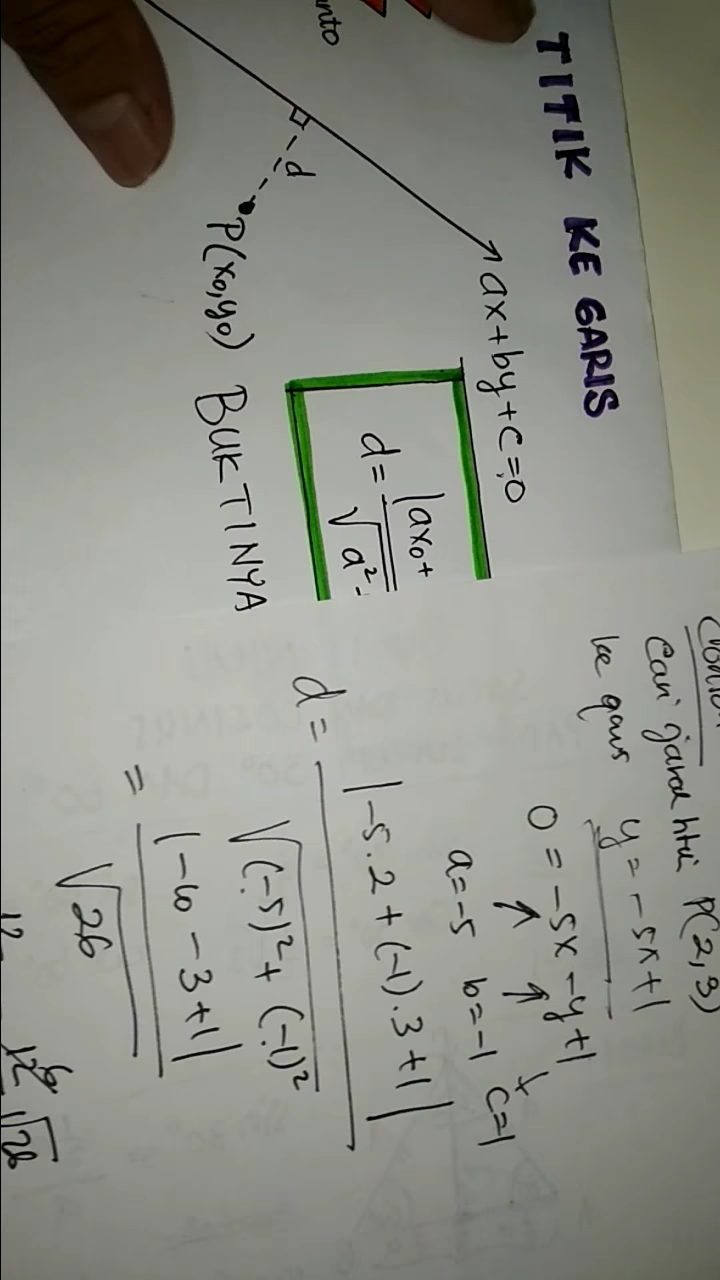 TITIK KE GARIS
ax+by+c=0
d
P(x₀,y₀)
d = |ax₀+
√a²
BUKTINYA
Cari jarak P(2,3)
ke garis y = -5x+1
0 = -5x-y+1
a=-5 b=-1 c=1
d = |-5.2+(-1).3+1|
√(-5)²+(-1)²
= |-10-3+1|
√26
12
√26